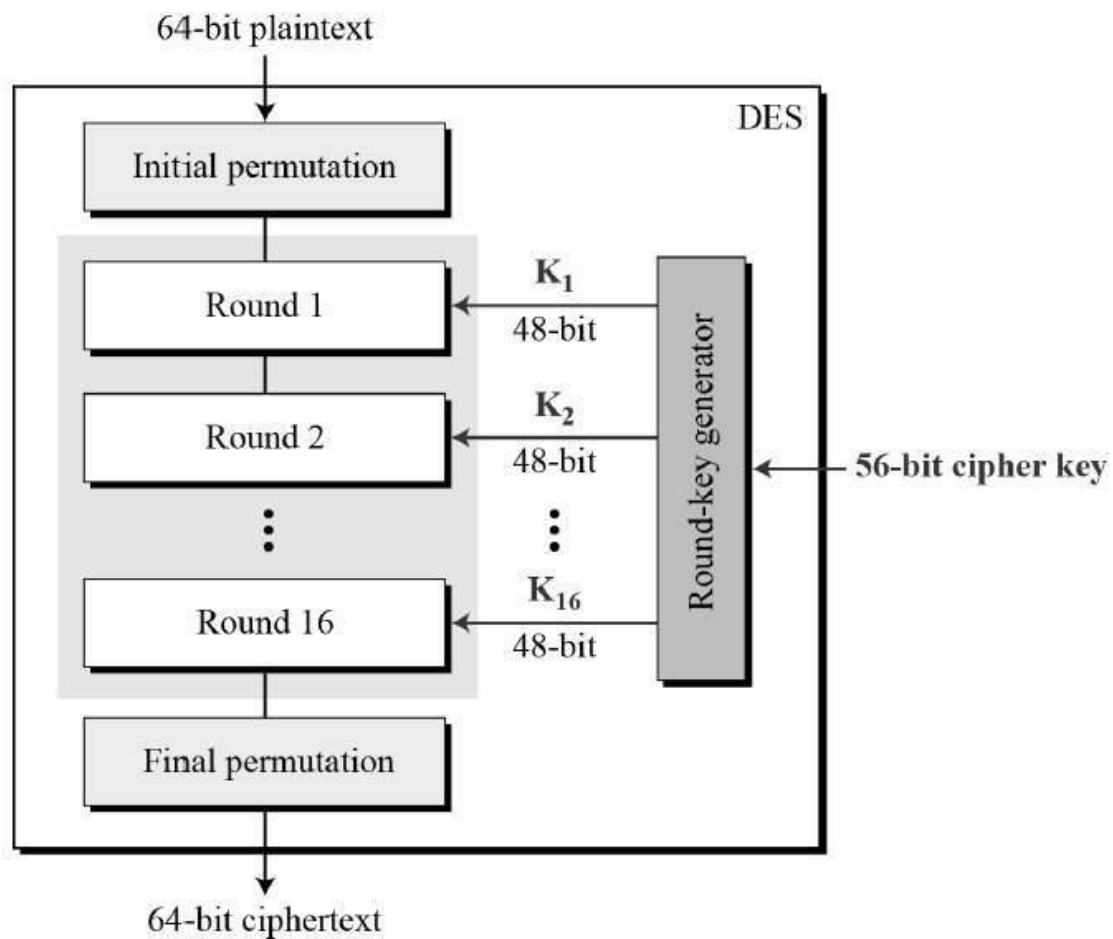 64-bit plaintext
DES
Initial permutation
Round 1
K1
48-bit
Round 2
K2
48-bit
Round 16
K16
48-bit
Round-key generator
56-bit cipher key
Final permutation
64-bit ciphertext